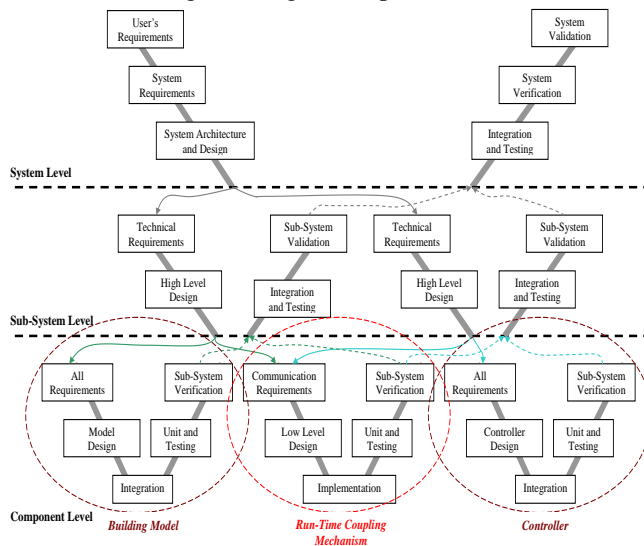 User's
Requirements
System
Validation
System
Requirements
System
Verification
System Architecture
and Design
Integration
and Testing
System Level
Technical
Requirements
Sub-System
Validation
Technical
Requirements
Sub-System
Validation
High Level
Design
Integration
and Testing
High Level
Design
Integration
and Testing
Sub-System Level
All
Requirements
Sub-System
Verification
Communication
Requirements
Sub-System
Verification
All
Requirements
Sub-System
Verification
Model
Design
Unit and
Testing
Low Level
Design
Unit and
Testing
Controller
Design
Unit and
Testing
Integration
Implementation
Integration
Component Level
Building Model
Run-Time Coupling
Mechanism
Controller